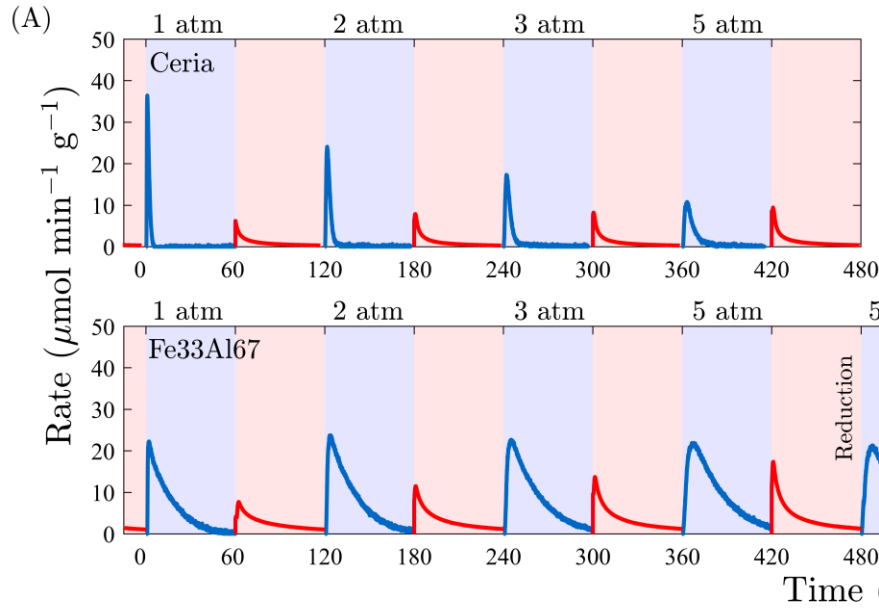 (A)
1 atm 2 atm 3 atm 5 atm
Ceria
50
40
30
20
10
0
0 60 120 180 240 300 360 420 480
1 atm 2 atm 3 atm 5 atm 5
Fe33Al67
Reduction
50
40
30
20
10
0
0 60 120 180 240 300 360 420 480
Rate (μmol min⁻¹ g⁻¹)
Time (